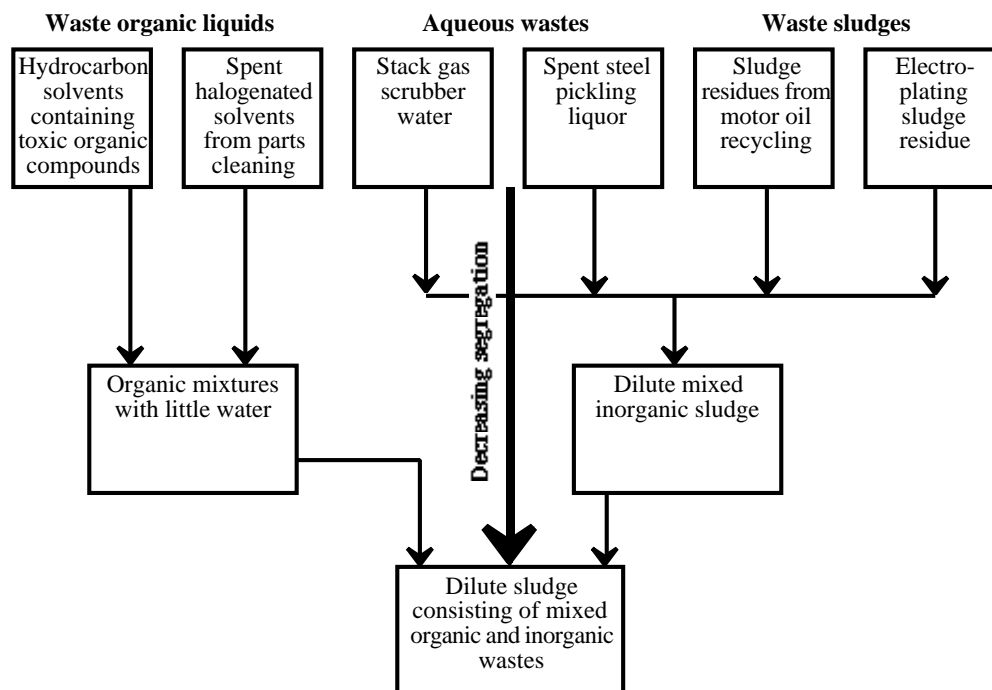 Waste organic liquids
Aqueous wastes
Waste sludges
Hydrocarbon
solvents
containing
toxic organic
compounds
Spent
halogenated
solvents
from parts
cleaning
Stack gas
scrubber
water
Spent steel
pickling
liquor
Sludge
residues from
motor oil
recycling
Electro-
plating
sludge
residue
Decreasing segregation
Organic mixtures
with little water
Dilute mixed
inorganic sludge
Dilute sludge
consisting of mixed
organic and inorganic
wastes